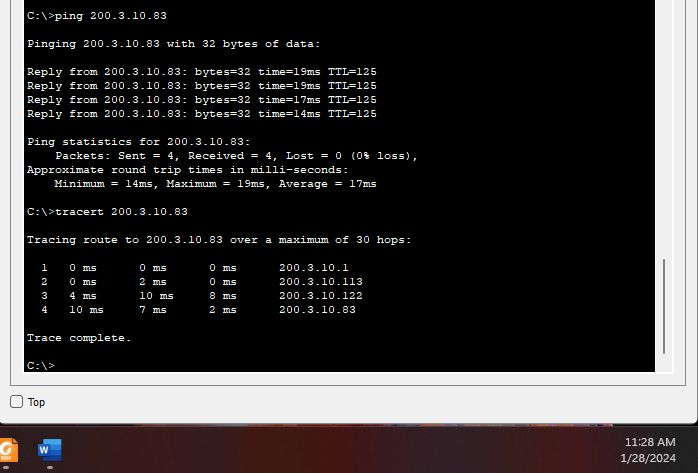 C:\>ping 200.3.10.83
Pinging 200.3.10.83 with 32 bytes of data:
Reply from 200.3.10.83: bytes=32 time=19ms TTL=125
Reply from 200.3.10.83: bytes=32 time=19ms TTL=125
Reply from 200.3.10.83: bytes=32 time=17ms TTL=125
Reply from 200.3.10.83: bytes=32 time=14ms TTL=125
Ping statistics for 200.3.10.83:
Packets: Sent = 4, Received = 4, Lost = 0 (0% loss),
Approximate round trip times in milli-seconds:
Minimum = 14ms, Maximum = 19ms, Average = 17ms
C:\>tracert 200.3.10.83
Tracing route to 200.3.10.83 over a maximum of 30 hops:
1 0 ms 0 ms 0 ms 200.3.10.1
2 0 ms 2 ms 0 ms 200.3.10.113
3 4 ms 10 ms 8 ms 200.3.10.122
4 10 ms 7 ms 2 ms 200.3.10.83
Trace complete.
C:\>
Top
PDF
W
11:28 AM
1/28/2024